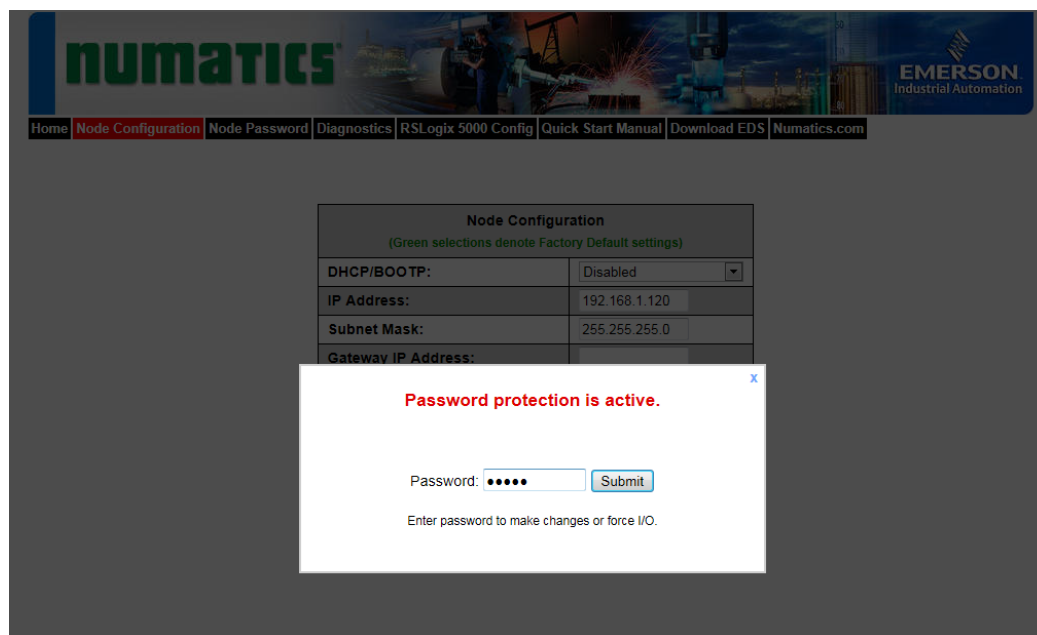 numatics
EMERSON.
Industrial Automation
Home Node Configuration Node Password Diagnostics RSLogix 5000 Config Quick Start Manual Download EDS Numatics.com
Node Configuration
(Green selections denote Factory Default settings)
DHCP/BOOTP: Disabled
IP Address: 192.168.1.120
Subnet Mask: 255.255.255.0
Gateway IP Address:
x
Password protection is active.
Password: ••••• Submit
Enter password to make changes or force I/O.